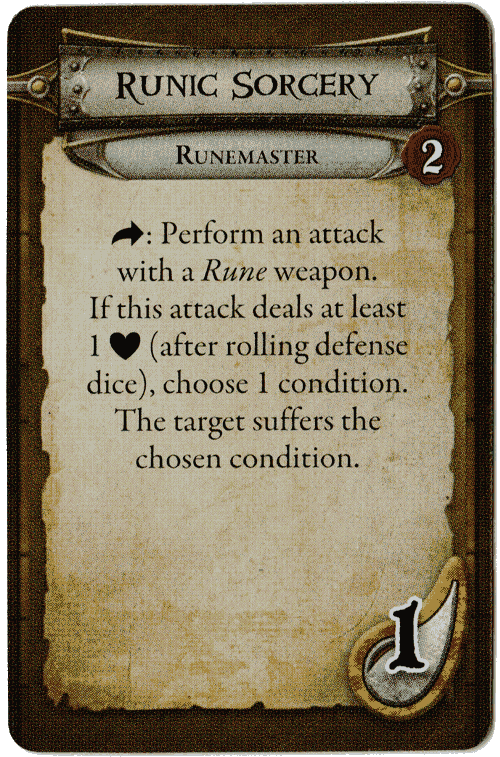 RUNIC SORCERY
RUNEMASTER
2
: Perform an attack
with a Rune weapon.
If this attack deals at least
1 ♥ (after rolling defense
dice), choose 1 condition.
The target suffers the
chosen condition.
1